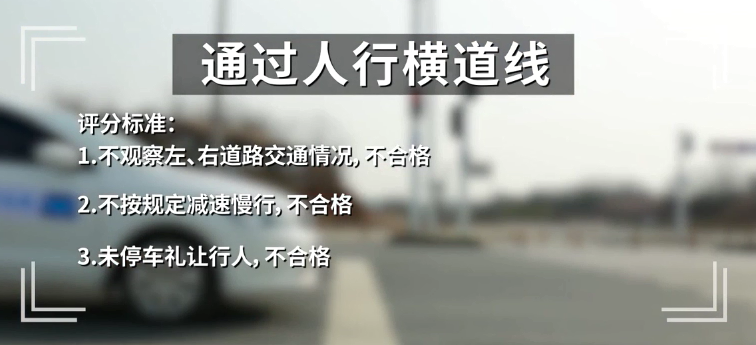 通过人行横道线
评分标准：
1.不观察左、右道路交通情况，不合格
2.不按规定减速慢行，不合格
3.未停车礼让行人，不合格